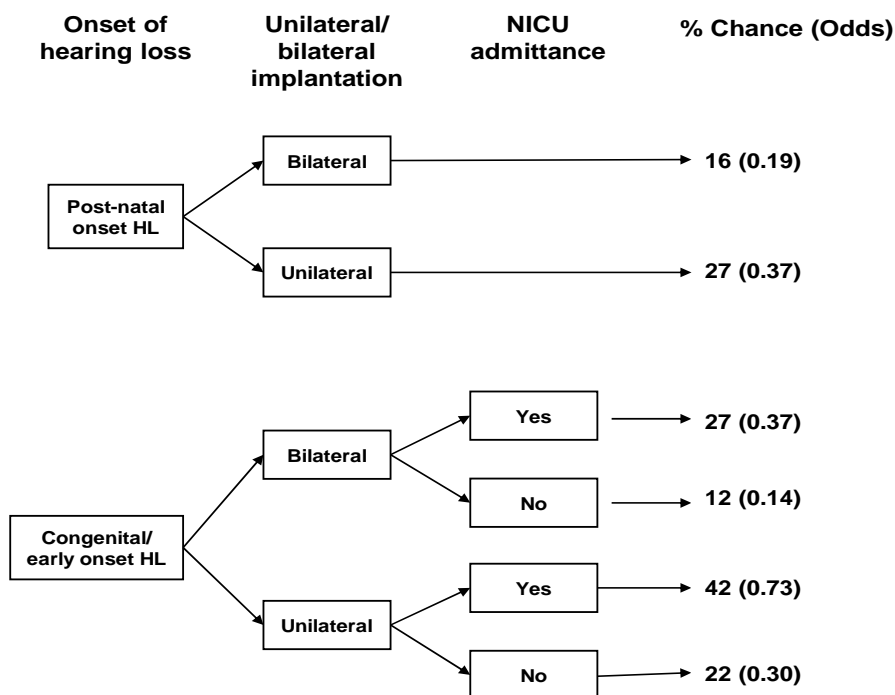 Onset of
hearing loss
Unilateral/
bilateral
implantation
NICU
admittance
% Chance (Odds)
Post-natal
onset HL
Bilateral
16 (0.19)
Unilateral
27 (0.37)
Congenital/
early onset HL
Bilateral
Yes
27 (0.37)
No
12 (0.14)
Unilateral
Yes
42 (0.73)
No
22 (0.30)